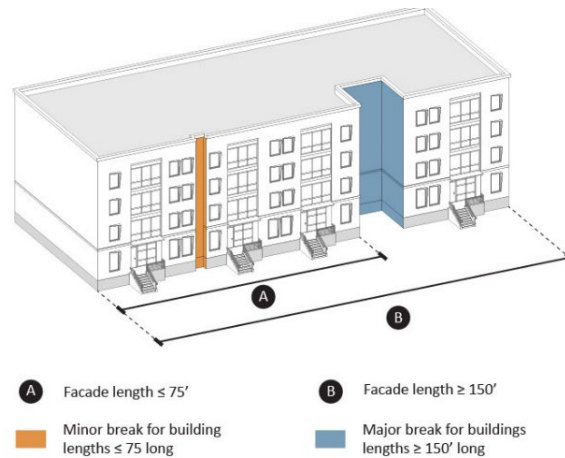 A
B
A Facade length ≤ 75'
B Facade length ≥ 150'
Minor break for building
lengths ≤ 75 long
Major break for buildings
lengths ≥ 150' long